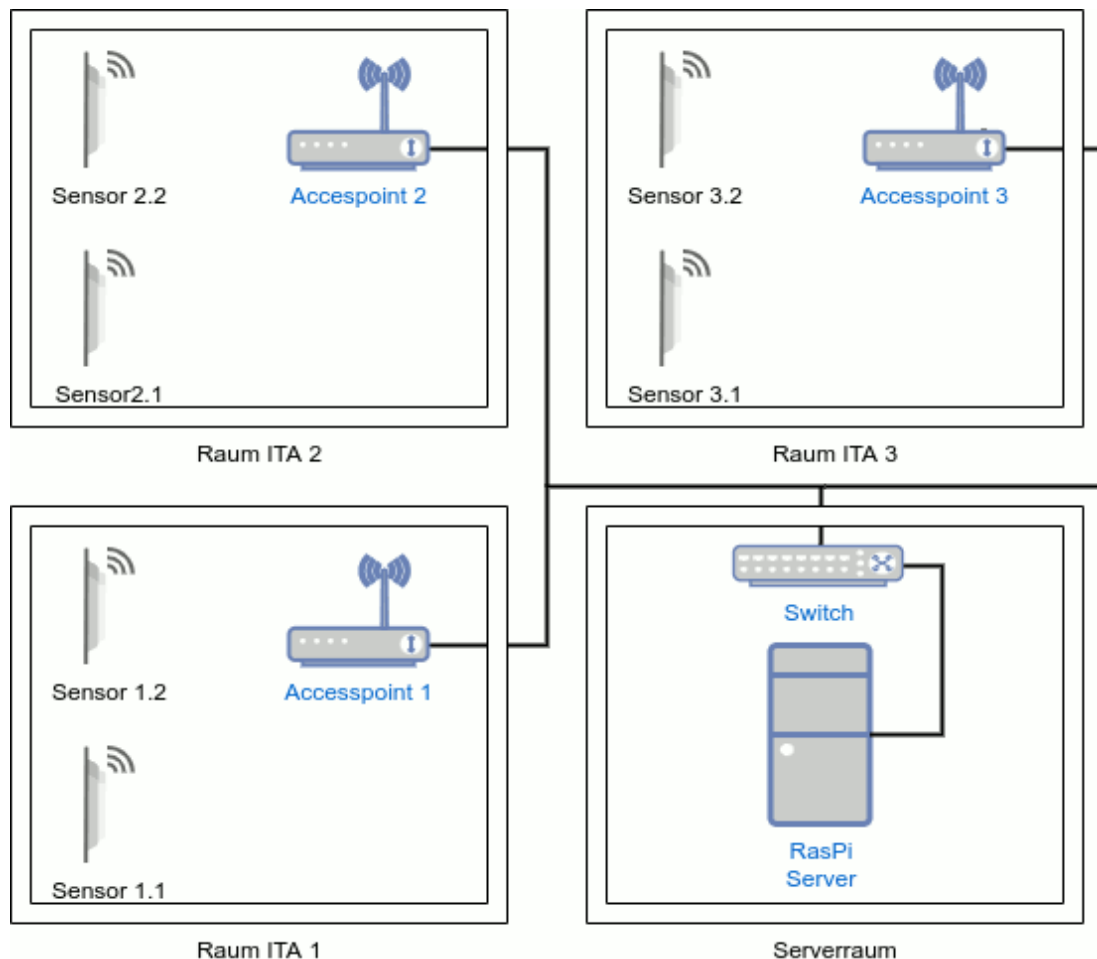 Sensor 2.2
Accespoint 2
Sensor2.1
Raum ITA 2
Sensor 3.2
Accesspoint 3
Sensor 3.1
Raum ITA 3
Sensor 1.2
Accesspoint 1
Sensor 1.1
Raum ITA 1
Switch
RasPi
Server
Serverraum